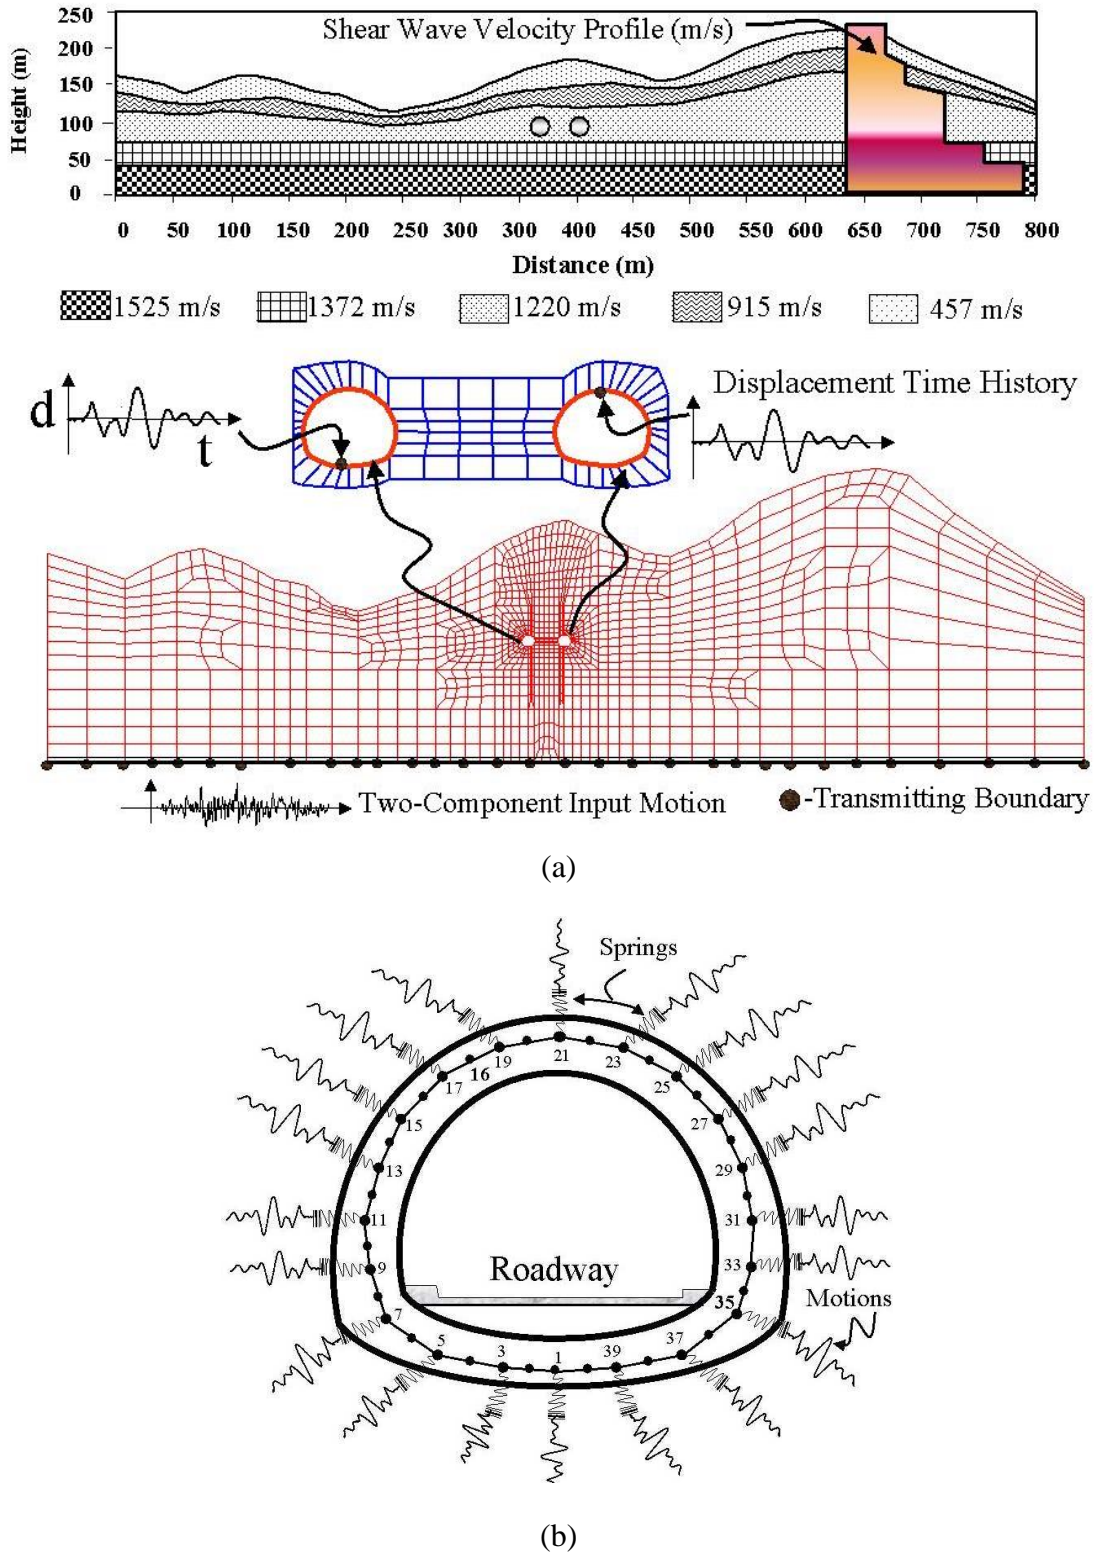 Shear Wave Velocity Profile (m/s)
Height (m)
250
200
150
100
50
0
0 50 100 150 200 250 300 300 400 450 500 550 600 650 700 800
Distance (m)
1525 m/s 1372 m/s 1220 m/s 915 m/s 457 m/s
d
t
Displacement Time History
Two-Component Input Motion
-Transmitting Boundary
(a)
Springs
19 21 23
17 16 25
15 27
13 29
11 31
9 33
Roadway
Motions
7 35
5 37
3 1 39
(b)